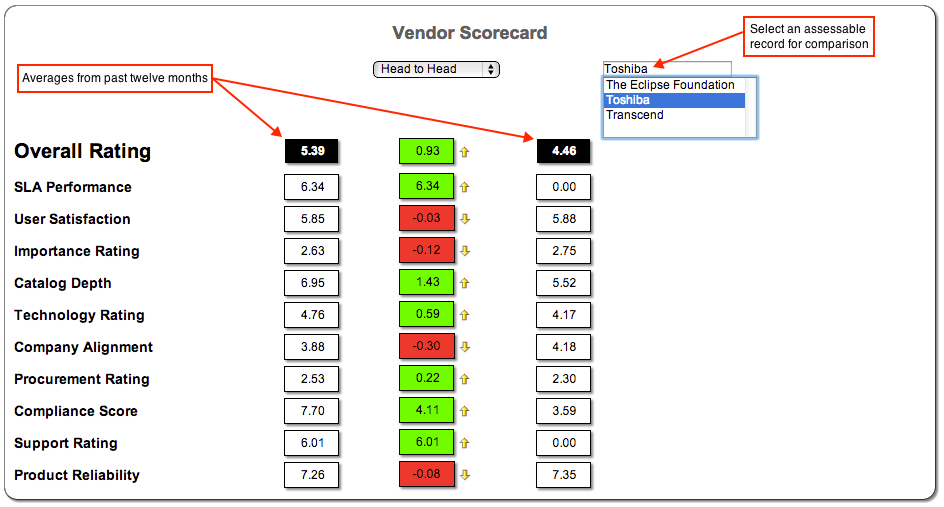 Vendor Scorecard
Select an assessable
record for comparison
Averages from past twelve months
Head to Head
Toshiba
The Eclipse Foundation
Toshiba
Transcend
Overall Rating 5.39 0.93 4.46
SLA Performance 6.34 6.34 0.00
User Satisfaction 5.85 -0.03 5.88
Importance Rating 2.63 -0.12 2.75
Catalog Depth 6.95 1.43 5.52
Technology Rating 4.76 0.59 4.17
Company Alignment 3.88 -0.30 4.18
Procurement Rating 2.53 0.22 2.30
Compliance Score 7.70 4.11 3.59
Support Rating 6.01 6.01 0.00
Product Reliability 7.26 -0.08 7.35